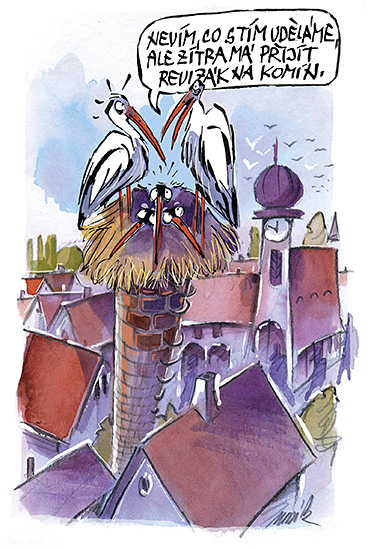 NEVÍM, CO S TÍM UDĚLÁME,
ALE ZÍTRA MÁ PŘIJÍT
REVIZÁK NA KOMÍN.